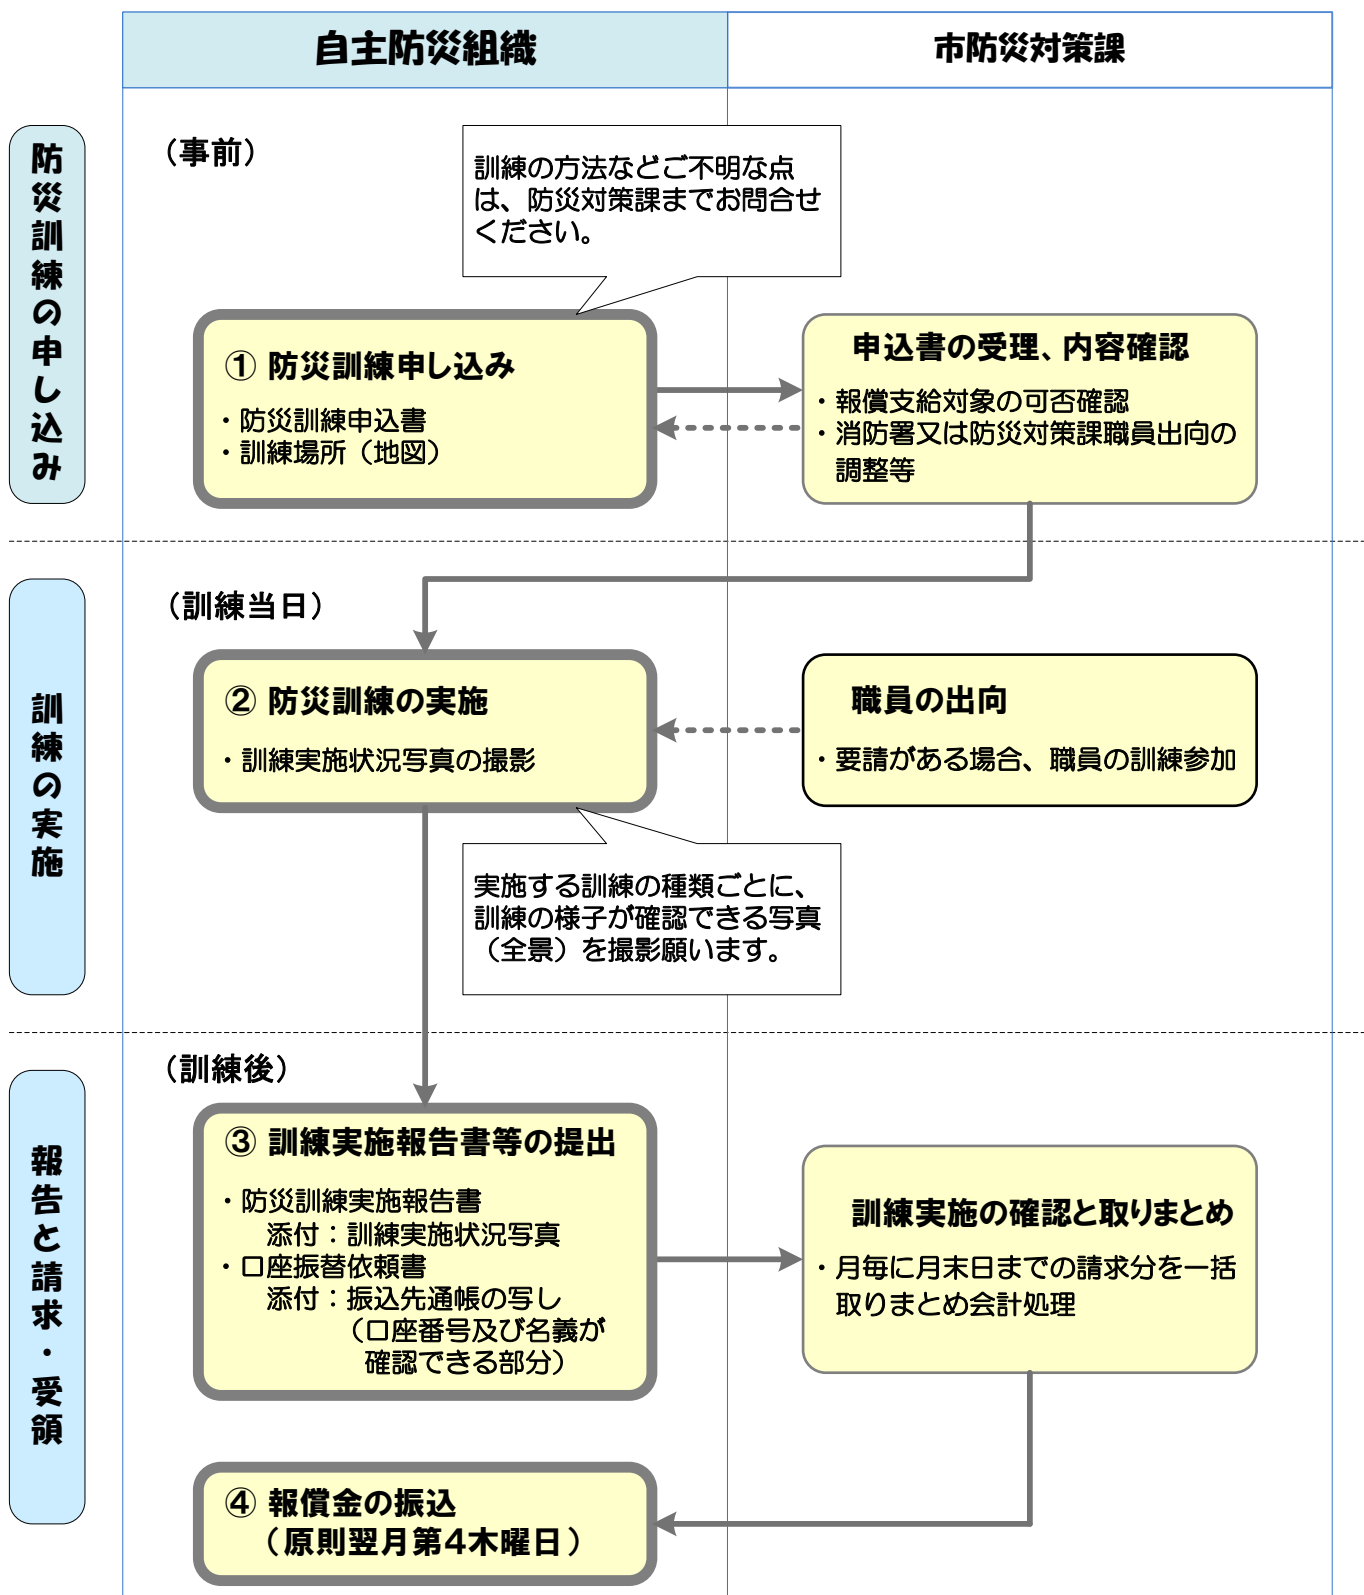 自主防災組織
市防災対策課
防災訓練の申し込み
（事前）
訓練の方法などご不明な点
は、防災対策課までお問合せ
ください。
① 防災訓練申し込み
・防災訓練申込書
・訓練場所（地図）
申込書の受理、内容確認
・報償支給対象の可否確認
・消防署又は防災対策課職員出向の
調整等
訓練の実施
（訓練当日）
② 防災訓練の実施
・訓練実施状況写真の撮影
職員の出向
・要請がある場合、職員の訓練参加
実施する訓練の種類ごとに、
訓練の様子が確認できる写真
（全景）を撮影願います。
報告と請求・受領
（訓練後）
③ 訓練実施報告書等の提出
・防災訓練実施報告書
添付：訓練実施状況写真
・口座振替依頼書
添付：振込先通帳の写し
（口座番号及び名義が
確認できる部分）
訓練実施の確認と取りまとめ
・月毎に月末日までの請求分を一括
取りまとめ会計処理
④ 報償金の振込
（原則翌月第４木曜日）